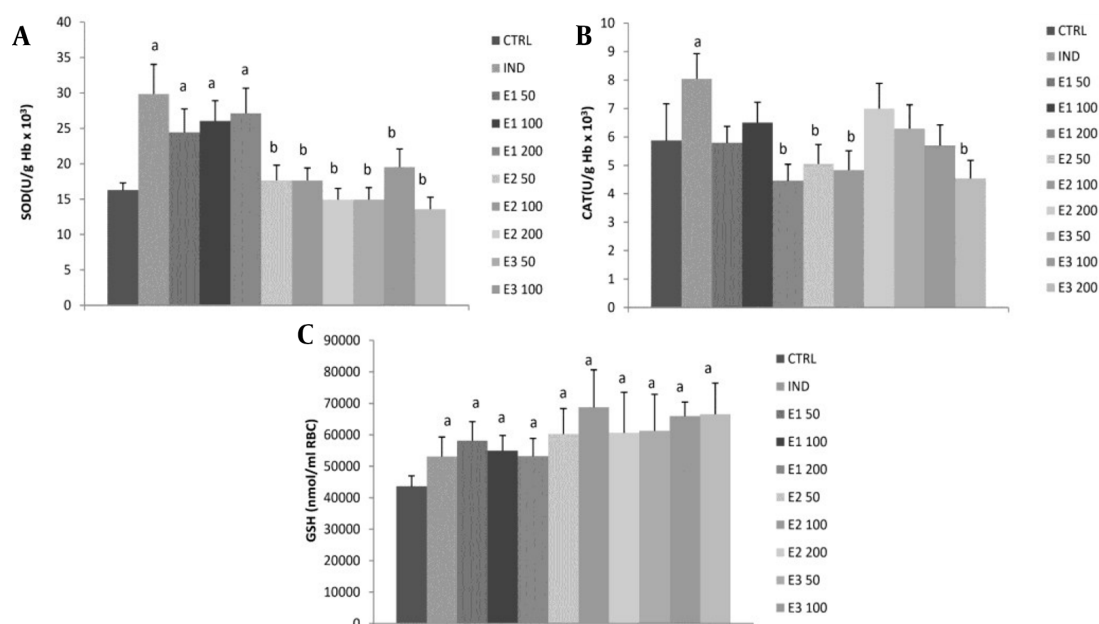 A
SOD(U/g Hb x 10³)
40
35
30
25
20
15
10
5
0
a
a
a
a
b
b
b
b
b
b
CTRL
IND
E1 50
E1 100
E1 200
E2 50
E2 100
E2 200
E3 50
E3 100
B
CAT(U/g Hb x 10³)
10
9
8
7
6
5
4
3
2
1
0
a
b
b
b
b
CTRL
IND
E1 50
E1 100
E1 200
E2 50
E2 100
E2 200
E3 50
E3 100
E3 200
C
GSH (nmol/ml RBC)
90000
80000
70000
60000
50000
40000
30000
20000
10000
0
a
a
a
a
a
a
a
a
a
a
CTRL
IND
E1 50
E1 100
E1 200
E2 50
E2 100
E2 200
E3 50
E3 100